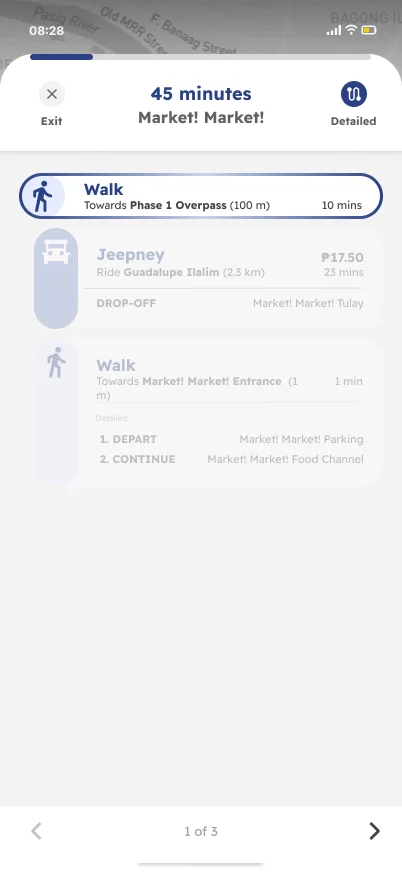 BAGONG IL
Pasig River
Old MRR Stre
F. Banaag Street
08:28
45 minutes
Market! Market!
Exit
Detailed
Walk
Towards Phase 1 Overpass (100 m)
10 mins
Jeepney
₱17.50
Ride Guadalupe Ilalim (2.3 km)
23 mins
DROP-OFF
Market! Market! Tulay
Walk
Towards Market! Market! Entrance (1
m)
1 min
Detailed
1. DEPART
Market! Market! Parking
2. CONTINUE
Market! Market! Food Channel
1 of 3